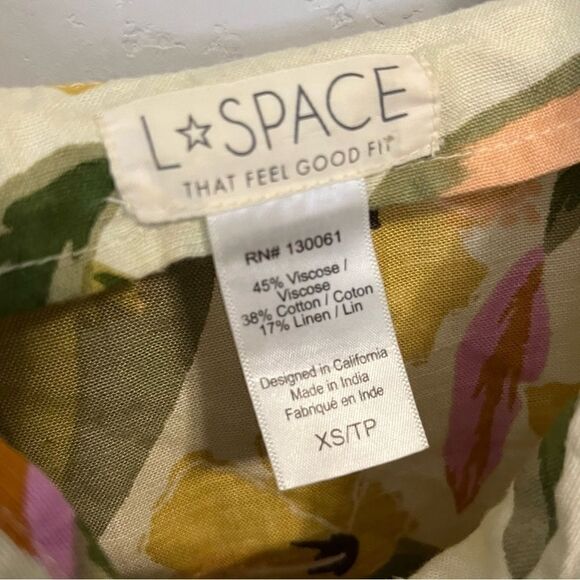 L☆SPACE
THAT FEEL GOOD FIT
RN# 130061
45% Viscose /
Viscose
38% Cotton / Coton
17% Linen / Lin
Designed in California
Made in India
Fabriqué en Inde
XS/TP